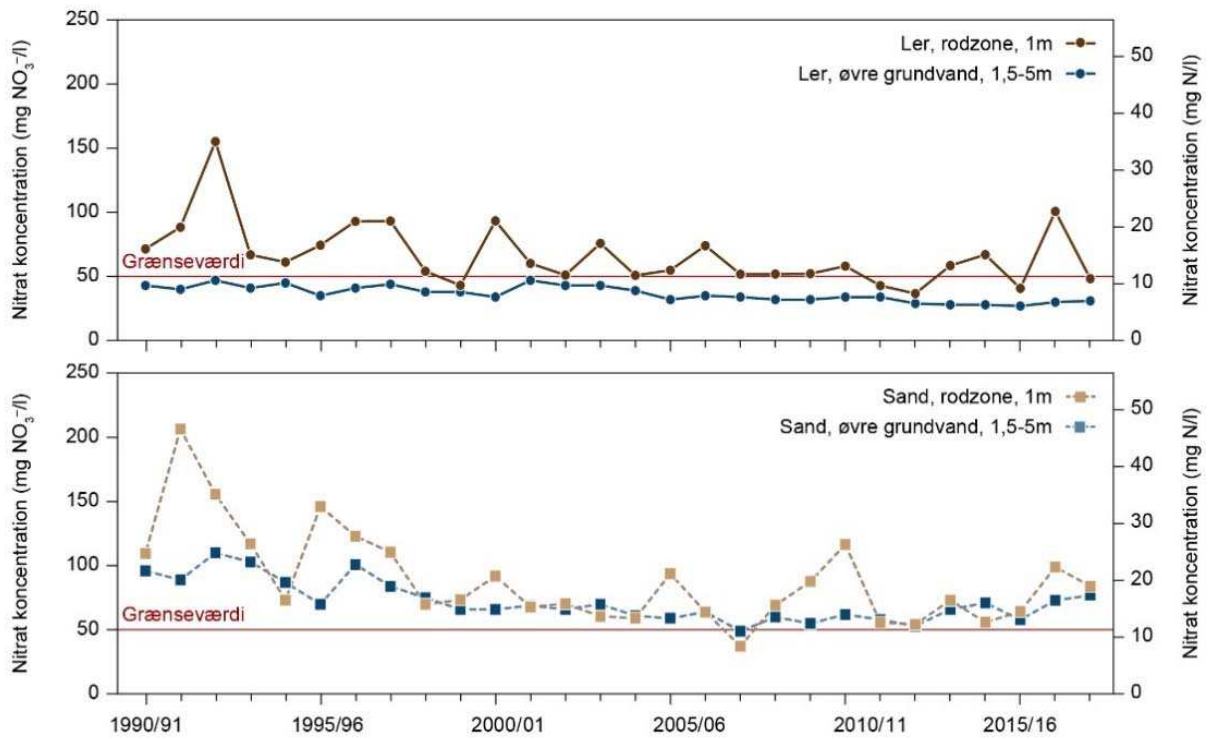 Nitrat koncentration (mg NO₃⁻/l)
250
200
150
100
50
0
Grænseværdi
Ler, rodzone, 1m
Ler, øvre grundvand, 1,5-5m
50
40
30
20
10
0
Nitrat koncentration (mg N/l)
Nitrat koncentration (mg NO₃⁻/l)
250
200
150
100
50
0
Grænseværdi
Sand, rodzone, 1m
Sand, øvre grundvand, 1,5-5m
50
40
30
20
10
0
Nitrat koncentration (mg N/l)
1990/91 1995/96 2000/01 2005/06 2010/11 2015/16